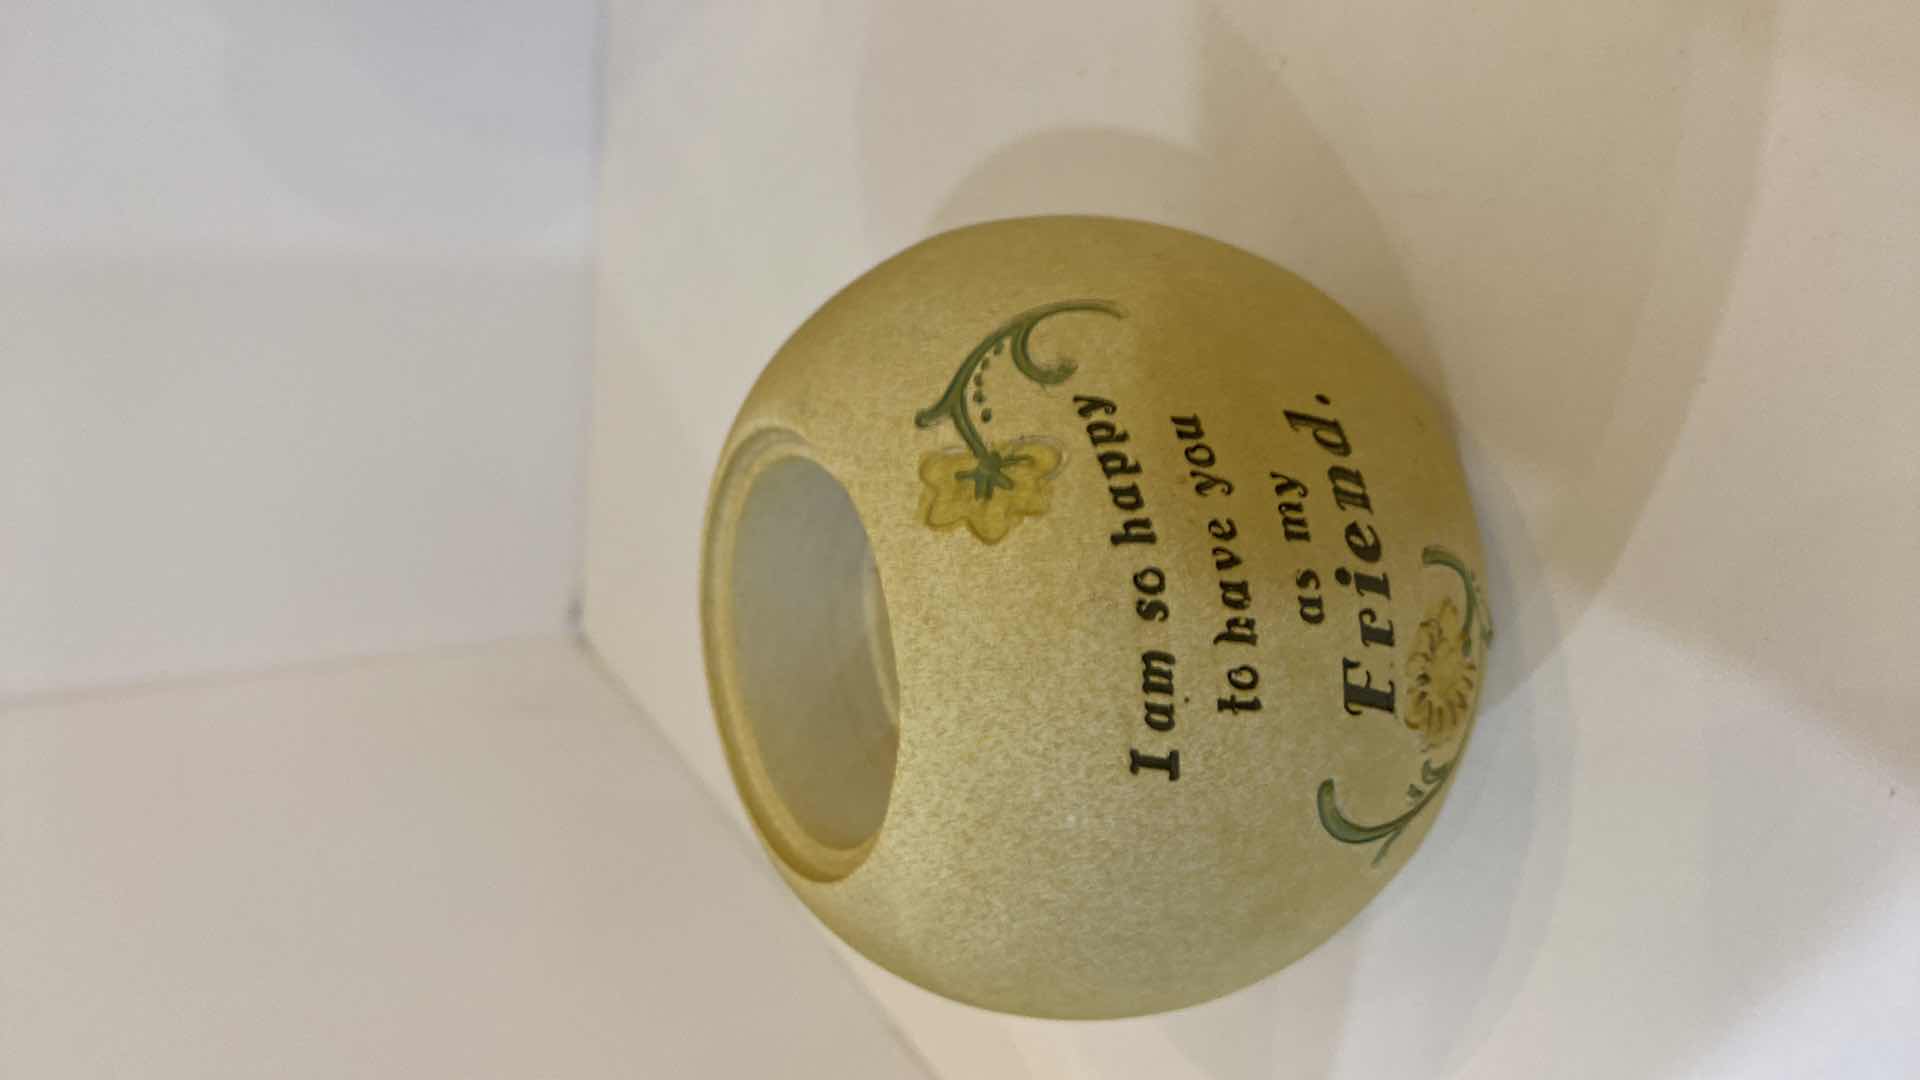 I am so happy
to have you
as my
Friend.